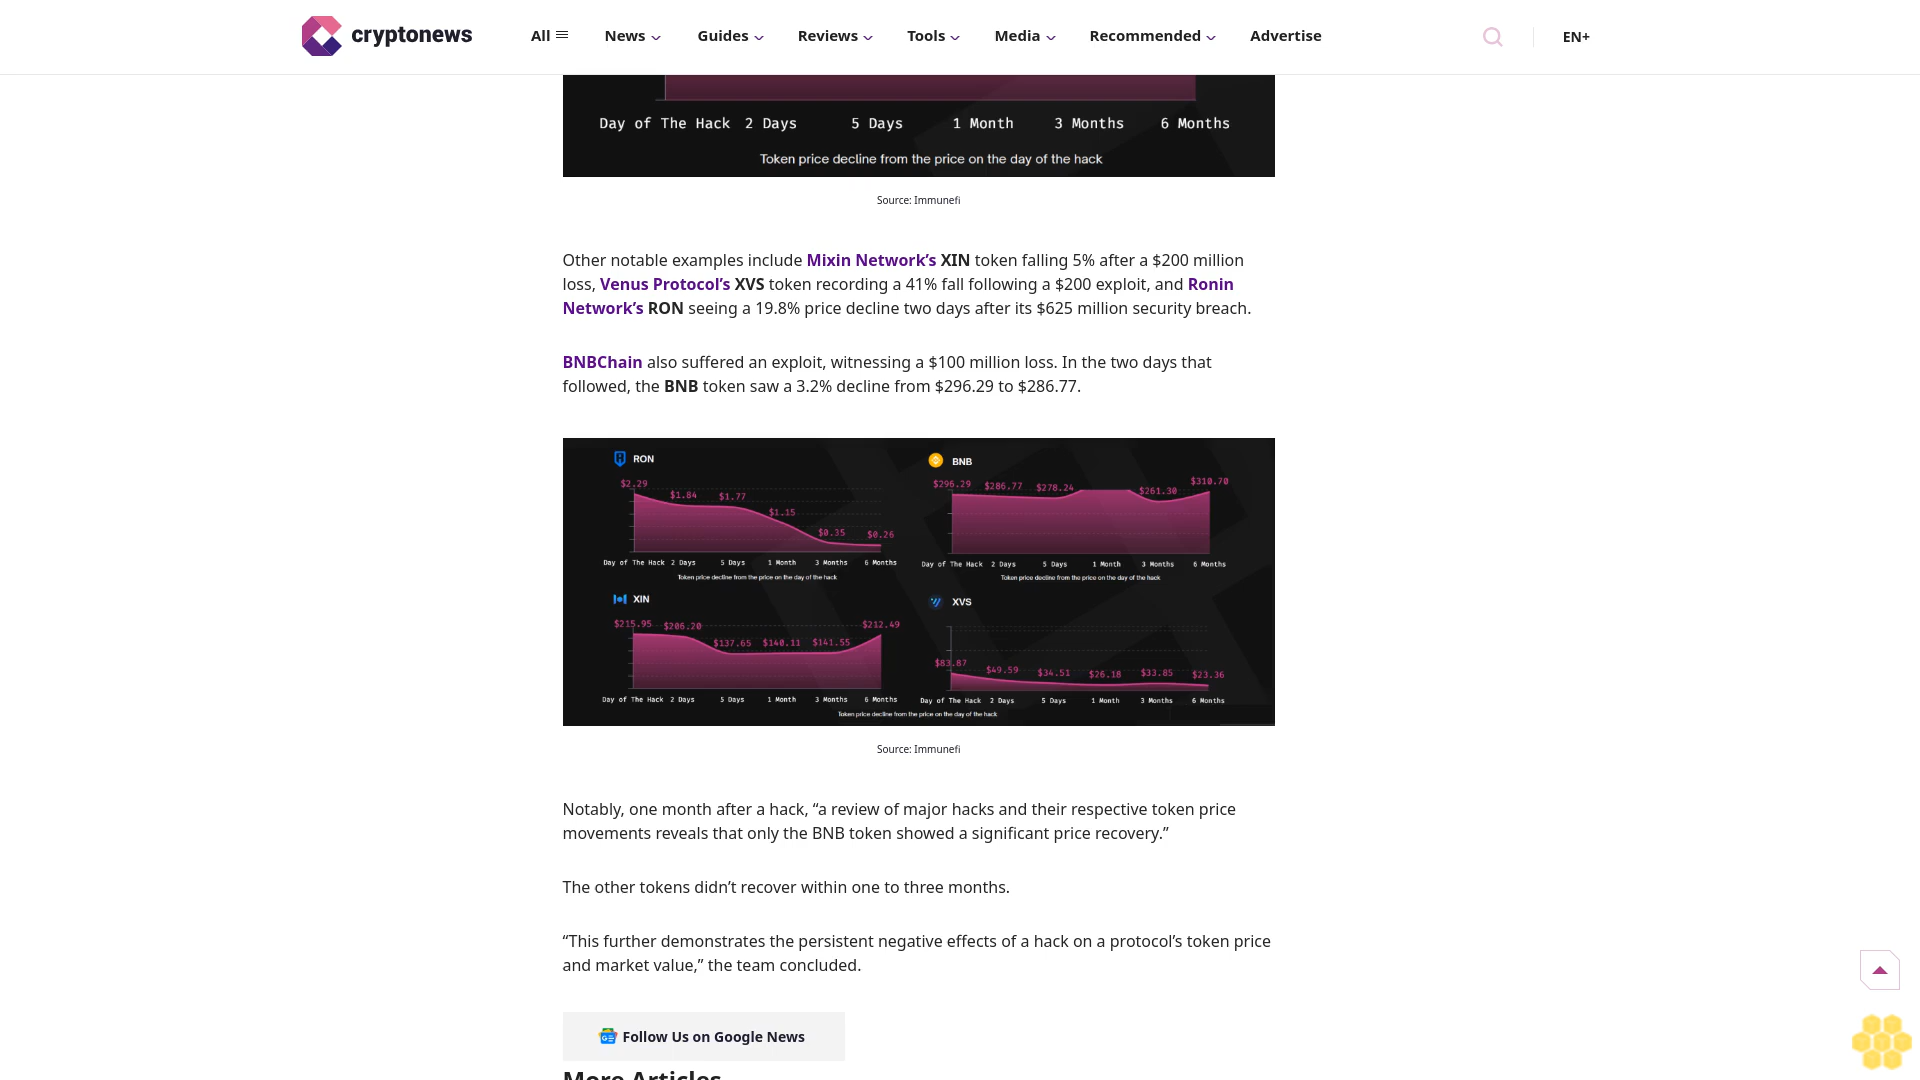 cryptonews
All News Guides Reviews Tools Media Recommended Advertise EN+
Day of The Hack 2 Days 5 Days 1 Month 3 Months 6 Months
Token price decline from the price on the day of the hack
Source: Immunefi
Other notable examples include Mixin Network’s XIN token falling 5% after a $200 million
loss, Venus Protocol’s XVS token recording a 41% fall following a $200 exploit, and Ronin
Network’s RON seeing a 19.8% price decline two days after its $625 million security breach.
BNBChain also suffered an exploit, witnessing a $100 million loss. In the two days that
followed, the BNB token saw a 3.2% decline from $296.29 to $286.77.
RON
$2.29 $1.84 $1.77 $1.15 $0.35 $0.26
Day of The Hack 2 Days 5 Days 1 Month 3 Months 6 Months
Token price decline from the price on the day of the hack
BNB
$296.29 $286.77 $278.24 $261.30 $310.70
Day of The Hack 2 Days 5 Days 1 Month 3 Months 6 Months
Token price decline from the price on the day of the hack
XIN
$215.95 $206.20 $137.65 $140.11 $141.55 $212.49
Day of The Hack 2 Days 5 Days 1 Month 3 Months 6 Months
XVS
$83.87 $49.59 $34.51 $26.18 $33.85 $23.36
Day of The Hack 2 Days 5 Days 1 Month 3 Months 6 Months
Token price decline from the price on the day of the hack
Source: Immunefi
Notably, one month after a hack, “a review of major hacks and their respective token price
movements reveals that only the BNB token showed a significant price recovery.”
The other tokens didn’t recover within one to three months.
“This further demonstrates the persistent negative effects of a hack on a protocol’s token price
and market value,” the team concluded.
Follow Us on Google News
More Articles